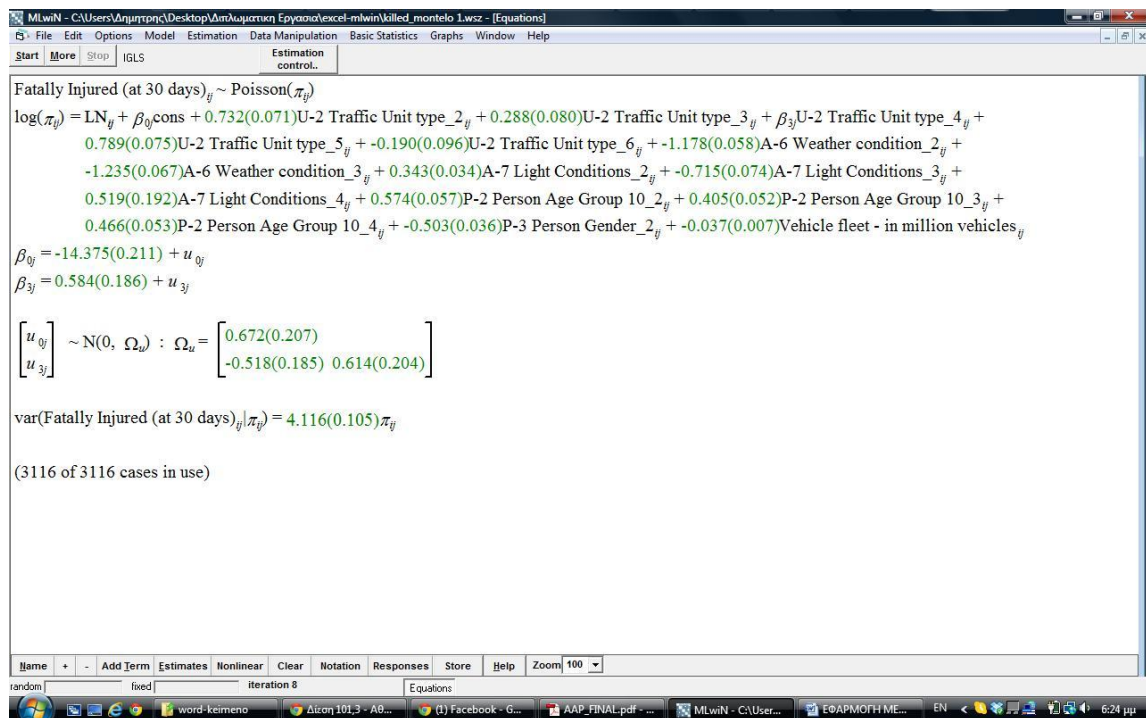 MLwiN - C:\Users\Δημητρης\Desktop\Διπλωματικη Εργασια\excel-mlwin\killed_montelo 1.wsz - [Equations]
File Edit Options Model Estimation Data Manipulation Basic Statistics Graphs Window Help
Start More Stop IGLS Estimation control..
Fatally Injured (at 30 days)ij ~ Poisson(πij)
log(πij) = LNij + β0jcons + 0.732(0.071)U-2 Traffic Unit type_2ij + 0.288(0.080)U-2 Traffic Unit type_3ij + β3jU-2 Traffic Unit type_4ij +
0.789(0.075)U-2 Traffic Unit type_5ij + -0.190(0.096)U-2 Traffic Unit type_6ij + -1.178(0.058)A-6 Weather condition_2ij +
-1.235(0.067)A-6 Weather condition_3ij + 0.343(0.034)A-7 Light Conditions_2ij + -0.715(0.074)A-7 Light Conditions_3ij +
0.519(0.192)A-7 Light Conditions_4ij + 0.574(0.057)P-2 Person Age Group 10_2ij + 0.405(0.052)P-2 Person Age Group 10_3ij +
0.466(0.053)P-2 Person Age Group 10_4ij + -0.503(0.036)P-3 Person Gender_2ij + -0.037(0.007)Vehicle fleet - in million vehiclesij
β0j = -14.375(0.211) + u0j
β3j = 0.584(0.186) + u3j
[u0j] ~ N(0, Ωu) : Ωu = [0.672(0.207)
[u3j] -0.518(0.185) 0.614(0.204)]
var(Fatally Injured (at 30 days)ij|πij) = 4.116(0.105)πij
(3116 of 3116 cases in use)
Name + - Add Term Estimates Nonlinear Clear Notation Responses Store Help Zoom 100
random fixed iteration 8 Equations
word-keimeno Δίεση 101,3 - Αθ... (1) Facebook - G... AAP_FINAL.pdf - ... MLwiN - C:\User... ΕΦΑΡΜΟΓΗ ΜΕ... EN 6:24 μμ